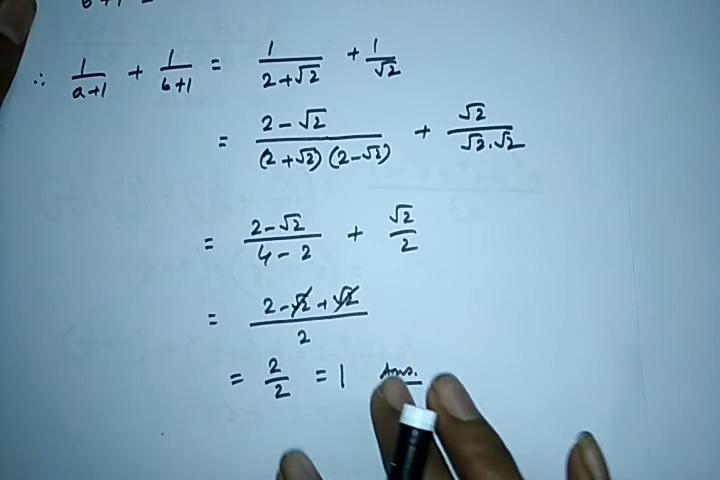 b+1 =
∴ 1/(a+1) + 1/(b+1) = 1/(2+√2) + 1/√2
= (2-√2)/((2+√2)(2-√2)) + √2/(√2.√2)
= (2-√2)/(4-2) + √2/2
= (2-√2+√2)/2
= 2/2 = 1 Ans.